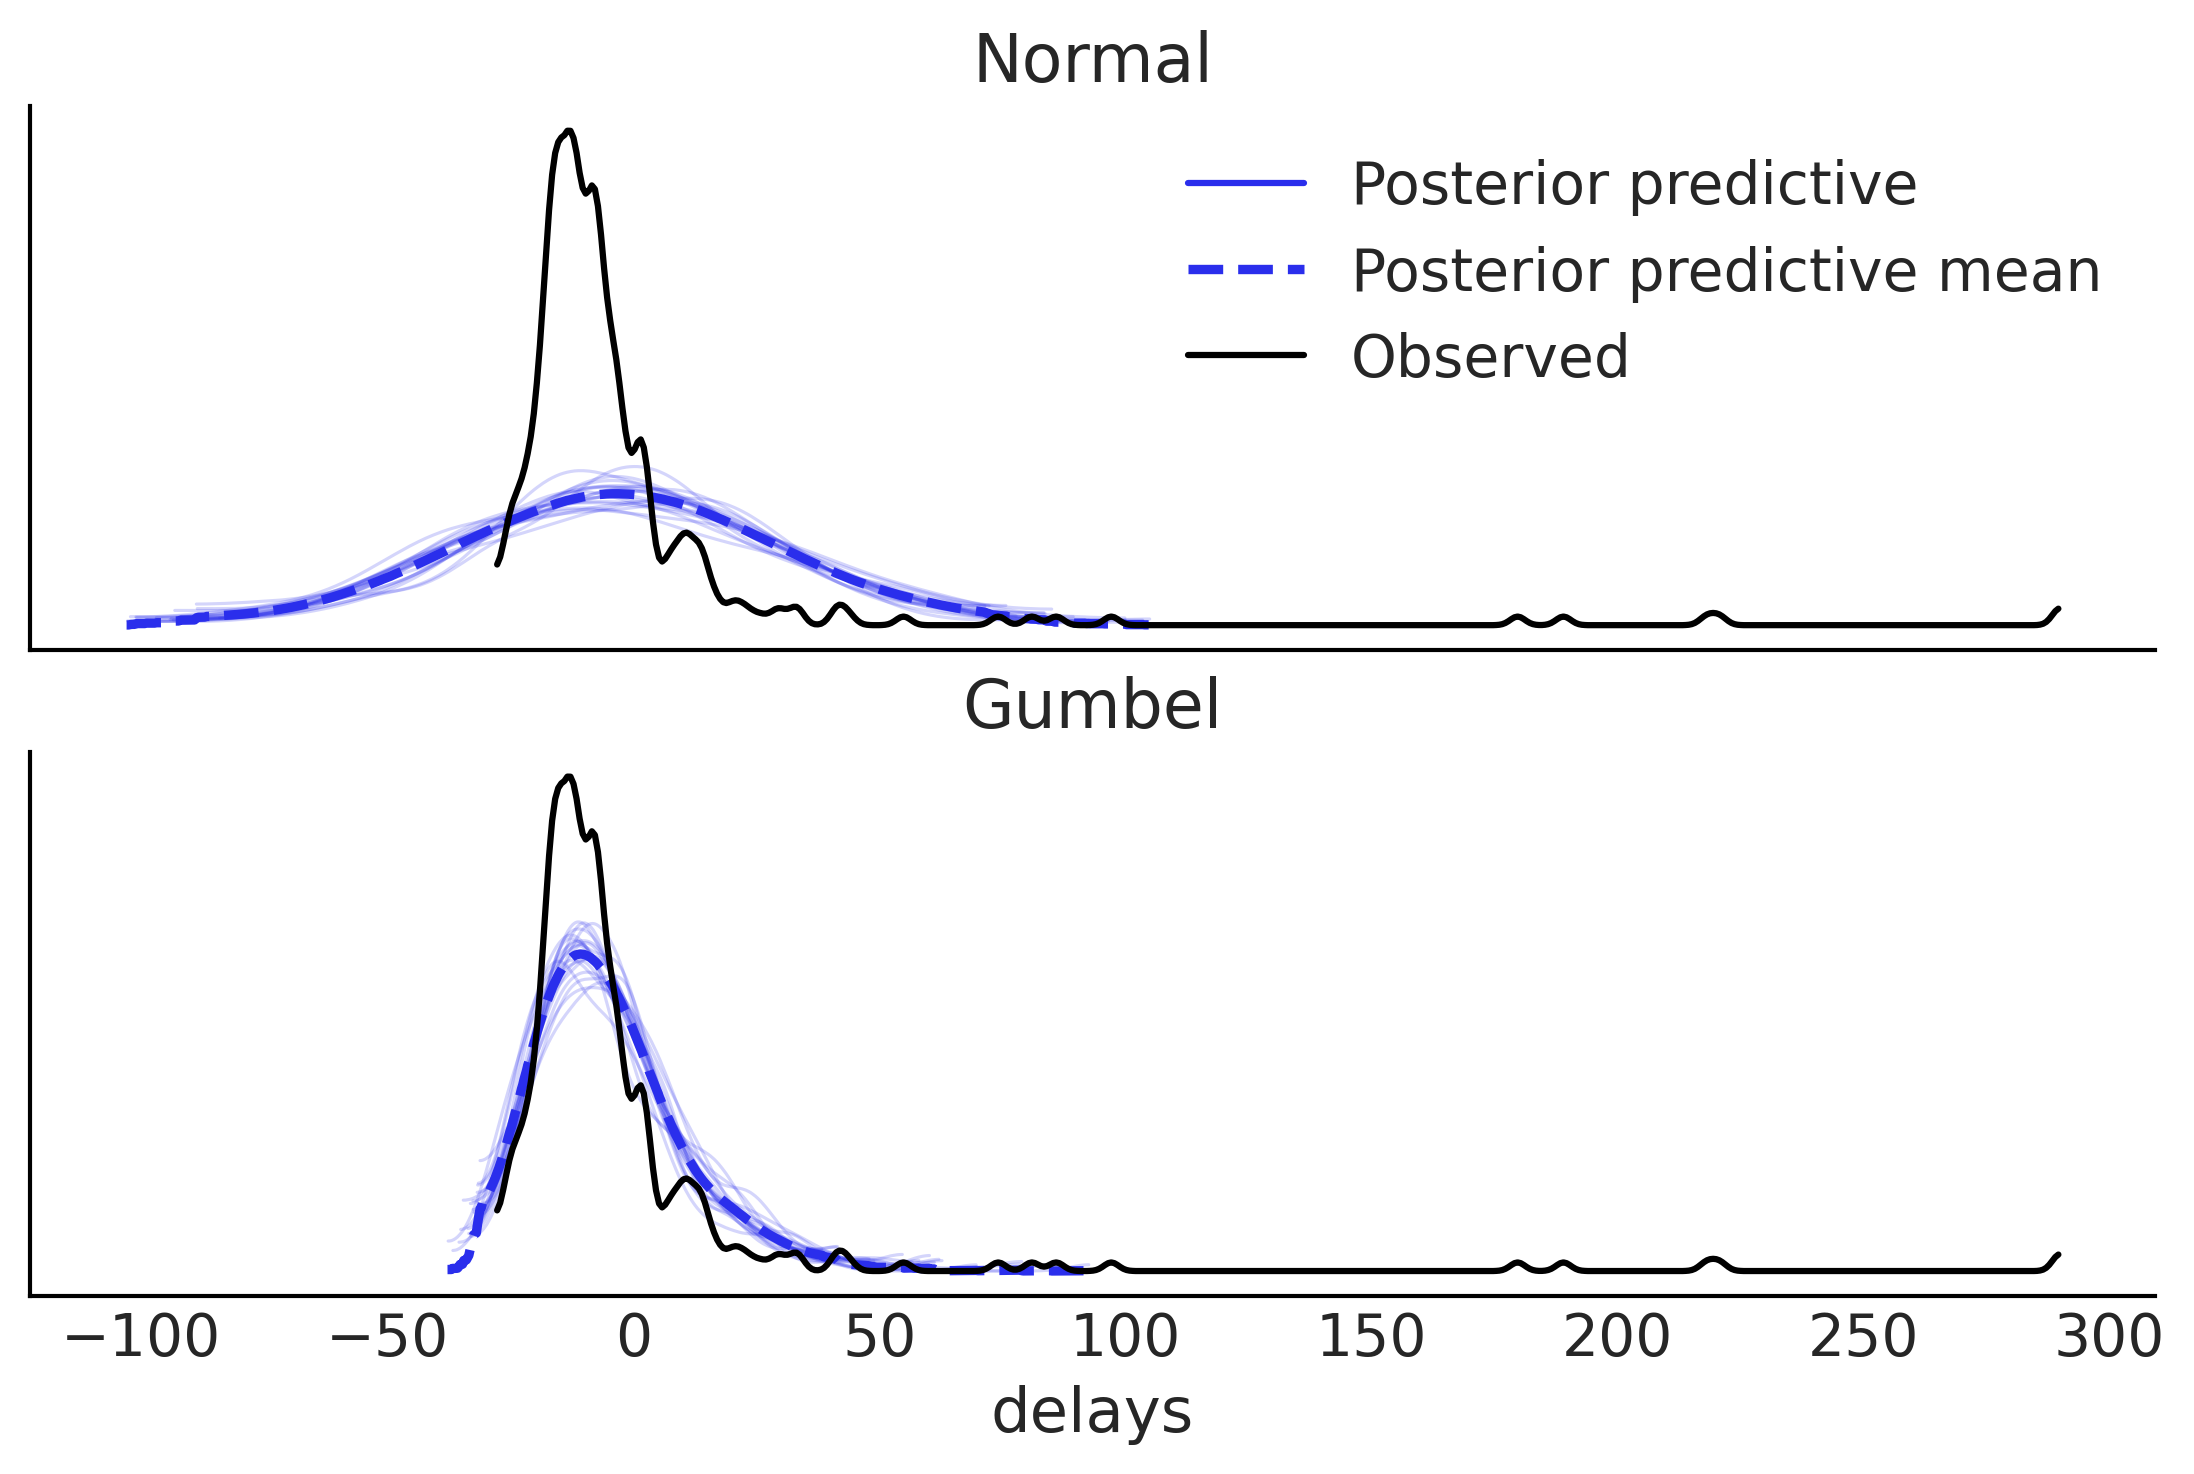 Normal
Posterior predictive
Posterior predictive mean
Observed
Gumbel
−100 −50 0 50 100 150 200 250 300
delays